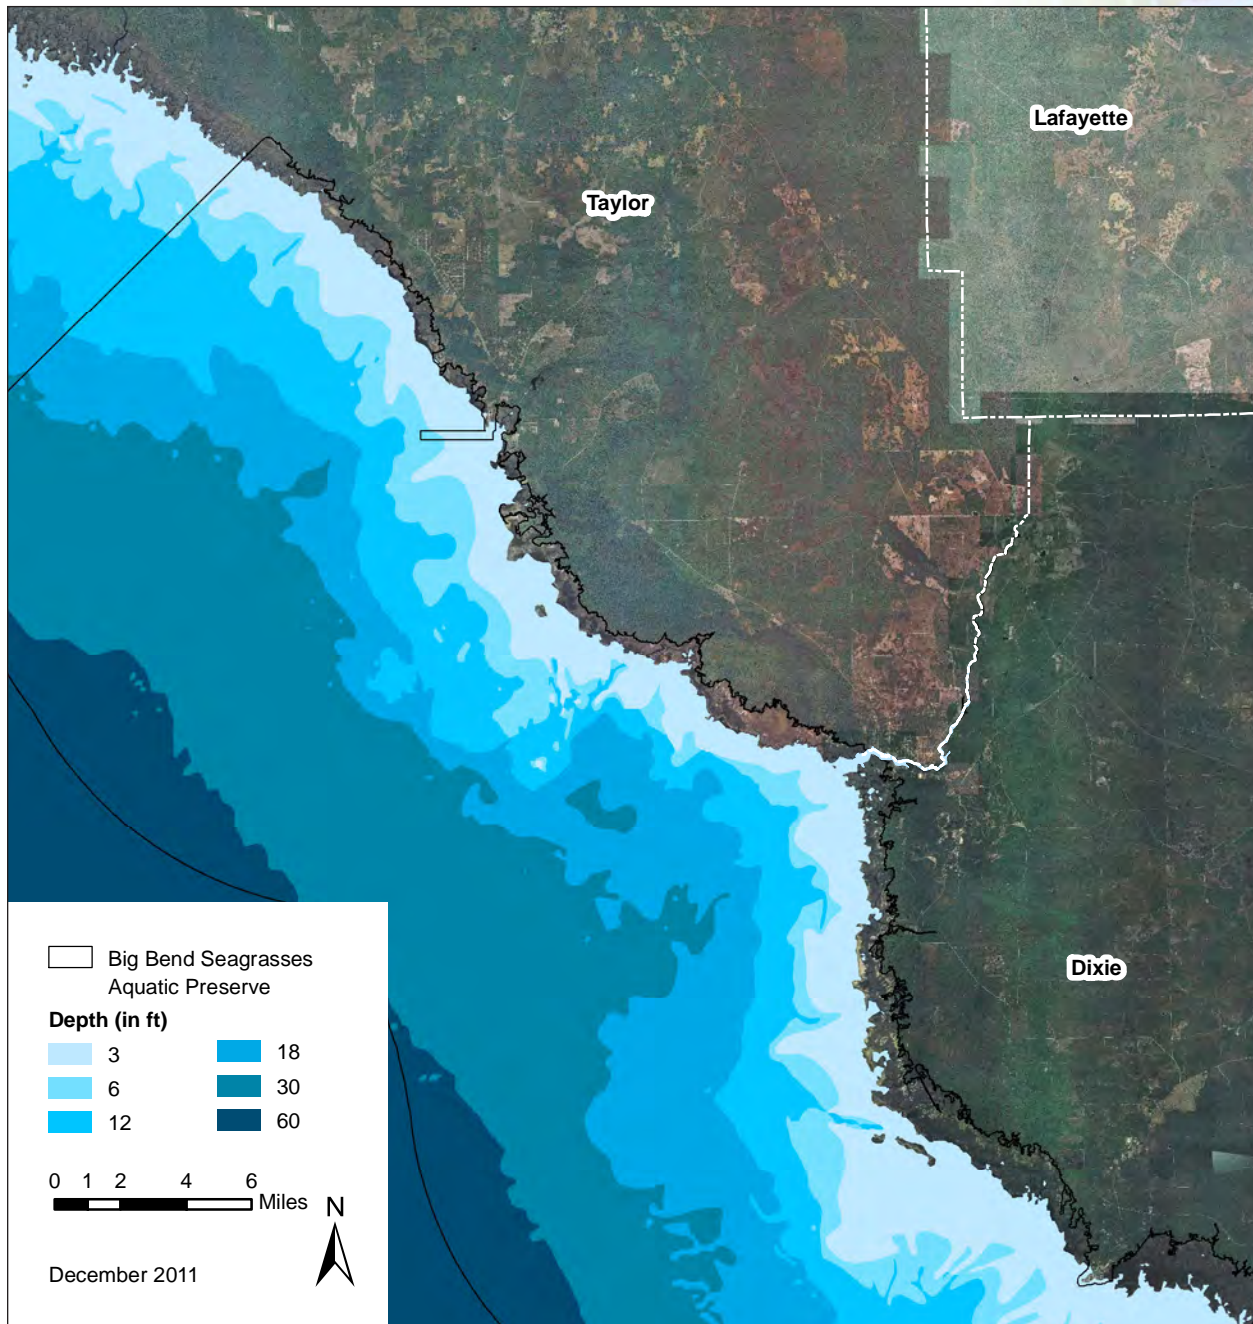 Lafayette
Taylor
Dixie
Big Bend Seagrasses
Aquatic Preserve
Depth (in ft)
3
18
6
30
12
60
0 1 2 4 6
Miles
N
December 2011